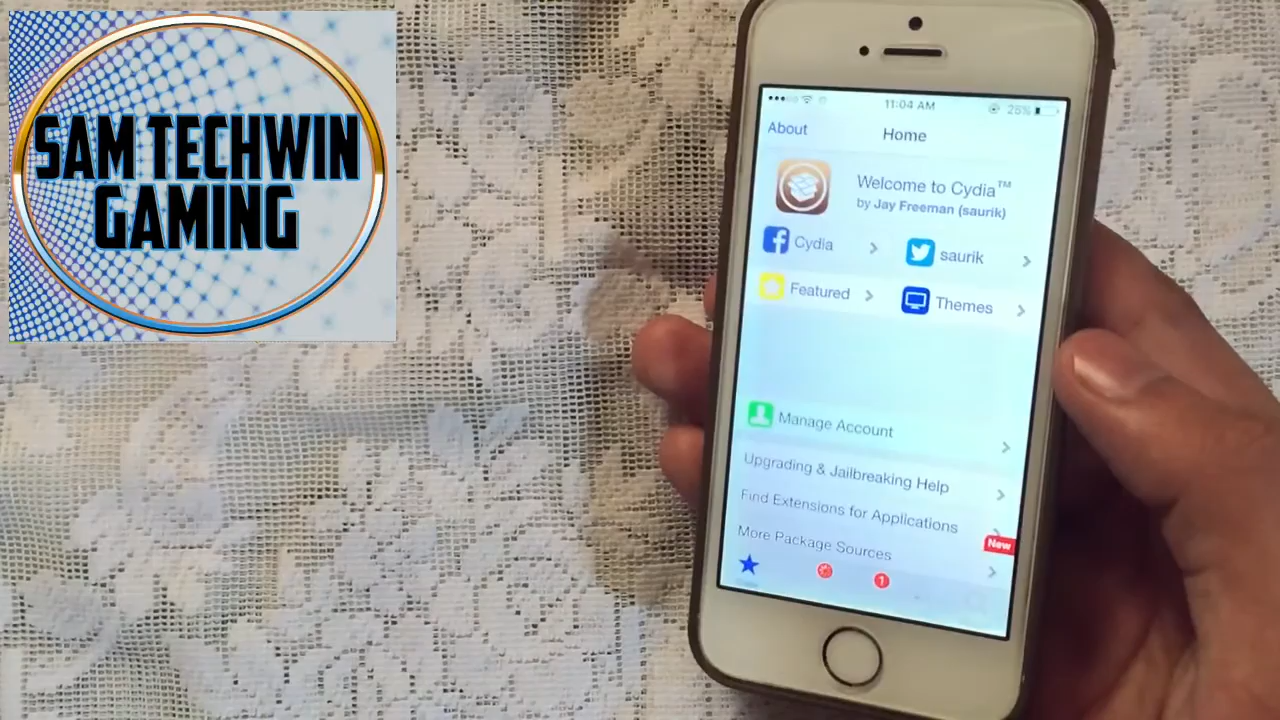 SAM TECHWIN
GAMING
11:04 AM
25%
About
Home
Welcome to Cydia™
by Jay Freeman (saurik)
Cydia
saurik
Featured
Themes
Manage Account
Upgrading & Jailbreaking Help
Find Extensions for Applications
More Package Sources
New
1